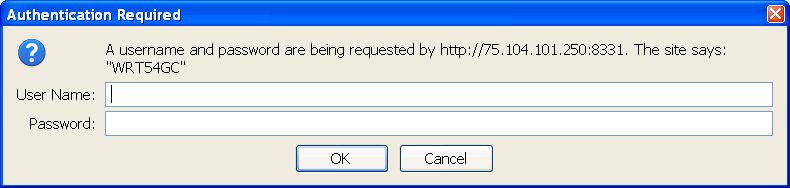 Authentication Required
A username and password are being requested by http://75.104.101.250:8331. The site says:
"WRT54GC"
User Name:
Password:
OK Cancel